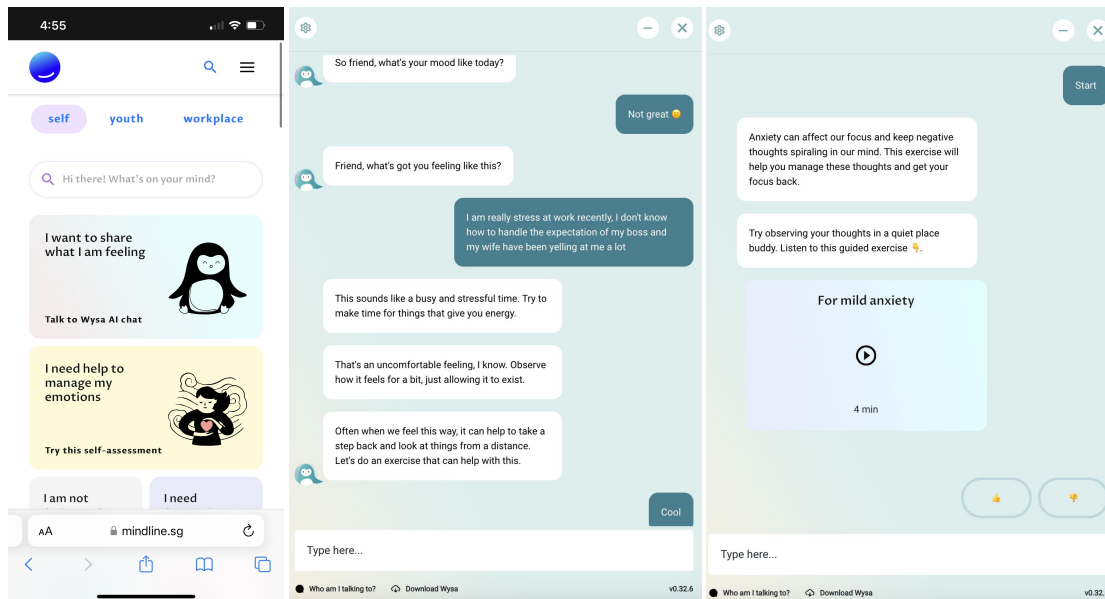 4:55
self youth workplace
Hi there! What's on your mind?
I want to share
what I am feeling
Talk to Wysa AI chat
I need help to
manage my
emotions
Try this self-assessment
I am not
I need
AA mindline.sg
So friend, what's your mood like today?
Not great
Friend, what's got you feeling like this?
I am really stress at work recently, I don't know
how to handle the expectation of my boss and
my wife have been yelling at me a lot
This sounds like a busy and stressful time. Try to
make time for things that give you energy.
That's an uncomfortable feeling, I know. Observe
how it feels for a bit, just allowing it to exist.
Often when we feel this way, it can help to take a
step back and look at things from a distance.
Let's do an exercise that can help with this.
Cool
Type here...
Who am I talking to? Download Wysa v0.32.6
Start
Anxiety can affect our focus and keep negative
thoughts spiraling in our mind. This exercise will
help you manage these thoughts and get your
focus back.
Try observing your thoughts in a quiet place
buddy. Listen to this guided exercise 👇.
For mild anxiety
4 min
Type here...
Who am I talking to? Download Wysa v0.32.